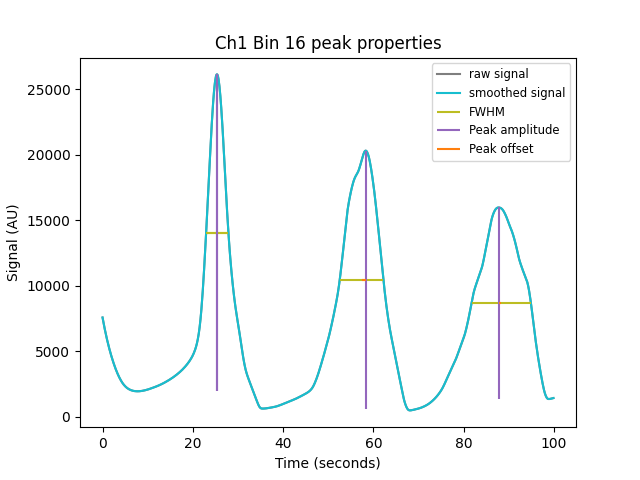 Ch1 Bin 16 peak properties
raw signal
smoothed signal
FWHM
Peak amplitude
Peak offset
Signal (AU)
25000
20000
15000
10000
5000
0
0 20 40 60 80 100
Time (seconds)